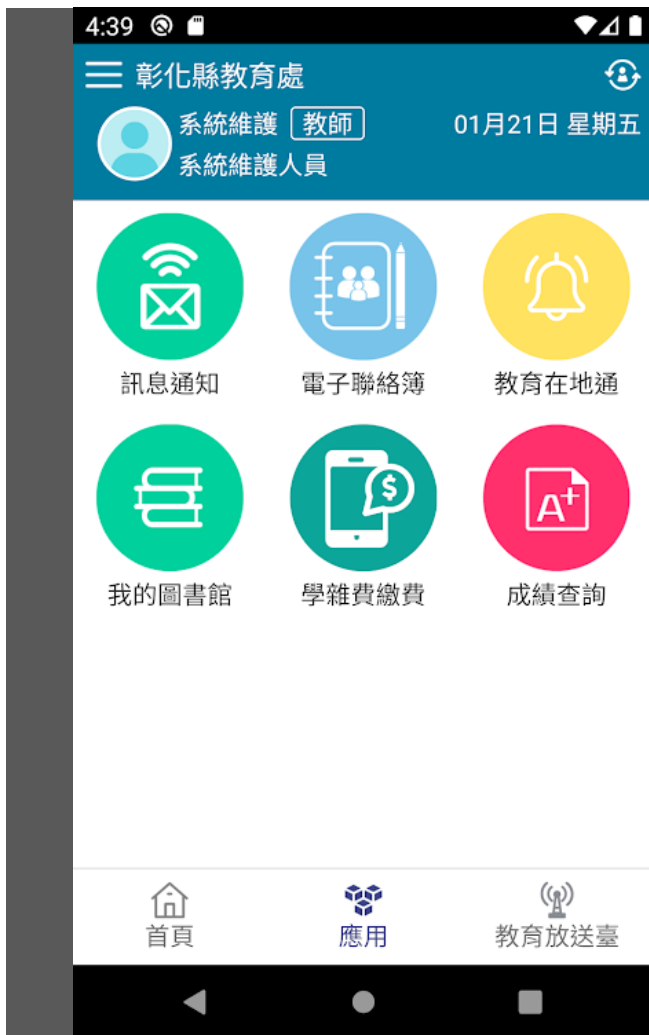 4:39
彰化縣教育處
系統維護 教師 01月21日 星期五
系統維護人員
訊息通知 電子聯絡簿 教育在地通
$ A+
我的圖書館 學雜費繳費 成績查詢
首頁 應用 教育放送臺